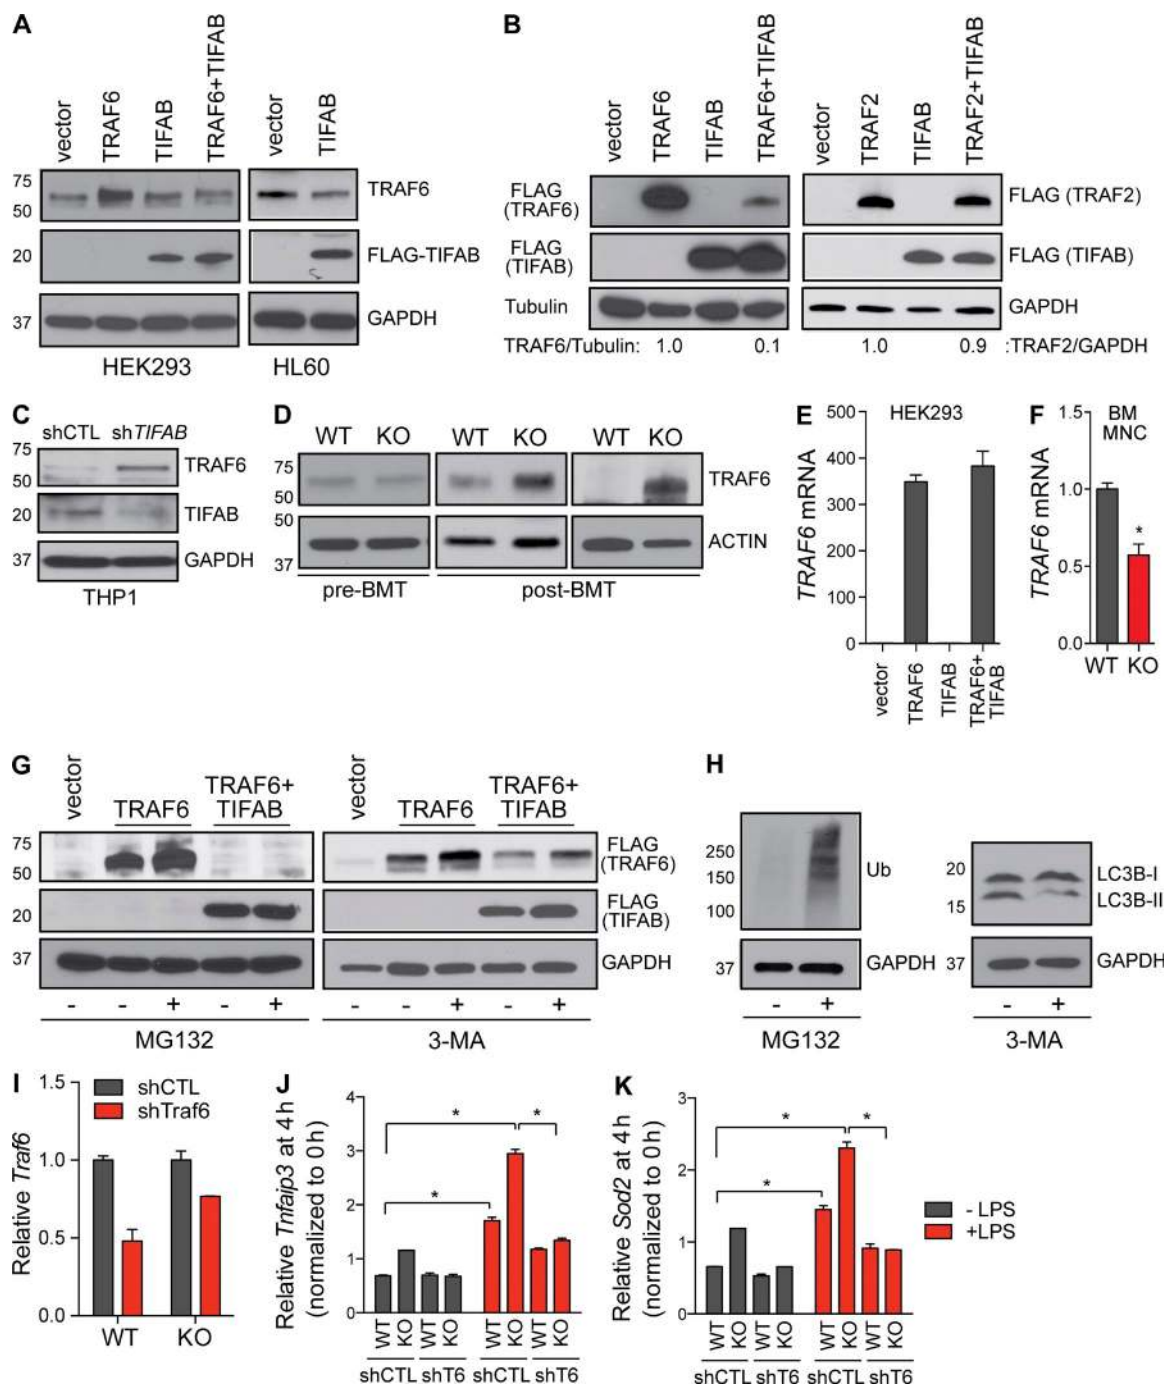 A
vector
TRAF6
TIFAB
TRAF6+TIFAB
vector
TIFAB
75
50
TRAF6
20
FLAG-TIFAB
37
GAPDH
HEK293
HL60
B
vector
TRAF6
TIFAB
TRAF6+TIFAB
vector
TRAF2
TIFAB
TRAF2+TIFAB
FLAG
(TRAF6)
FLAG (TRAF2)
FLAG
(TIFAB)
FLAG (TIFAB)
Tubulin
GAPDH
TRAF6/Tubulin: 1.0 0.1
1.0 0.9 :TRAF2/GAPDH
C
shCTL shTIFAB
75
50
TRAF6
20
TIFAB
37
GAPDH
THP1
D
WT KO WT KO WT KO
75
50
TRAF6
50
37
ACTIN
pre-BMT
post-BMT
E
HEK293
TRAF6 mRNA
500
400
300
200
100
0
vector
TRAF6
TIFAB
TRAF6+
TIFAB
F
BM
MNC
TRAF6 mRNA
1.5
1.0
0.5
0.0
*
WT KO
G
vector
TRAF6
TRAF6+
TIFAB
vector
TRAF6
TRAF6+
TIFAB
75
50
FLAG
(TRAF6)
20
FLAG
(TIFAB)
37
GAPDH
- - + - + - - + - +
MG132
3-MA
H
250
150
100
Ub
37
GAPDH
- +
MG132
20
15
LC3B-I
LC3B-II
37
GAPDH
- +
3-MA
I
shCTL
shTraf6
Relative Traf6
1.5
1.0
0.5
0.0
WT KO
J
Relative Tnfaip3 at 4h
(normalized to 0h)
4
3
2
1
0
* *
*
WT KO WT KO WT KO WT KO
shCTL shT6 shCTL shT6
K
Relative Sod2 at 4h
(normalized to 0h)
3
2
1
0
* *
*
WT KO WT KO WT KO WT KO
shCTL shT6 shCTL shT6
- LPS
+LPS